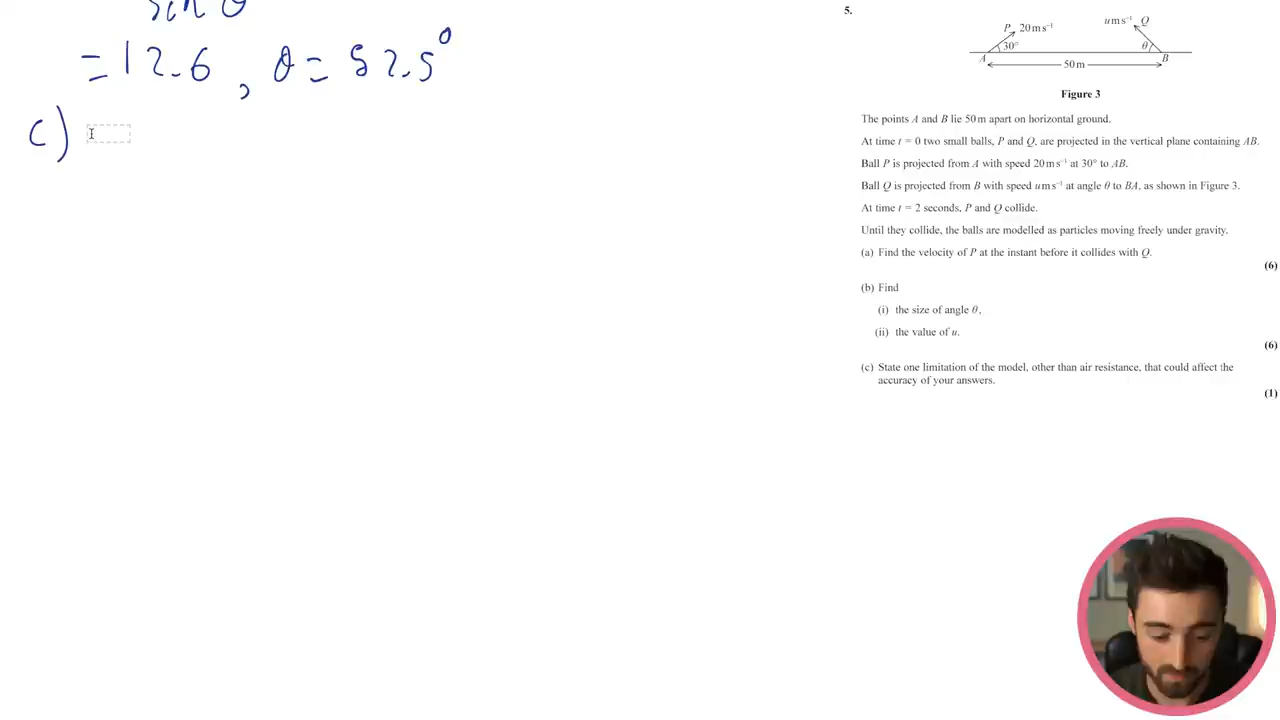 sin θ
= 12.6 , θ = 52.5°
c)
5.
P 20 m s⁻¹
u m s⁻¹ Q
30°
θ
A
B
50 m
Figure 3
The points A and B lie 50 m apart on horizontal ground.
At time t = 0 two small balls, P and Q, are projected in the vertical plane containing AB.
Ball P is projected from A with speed 20 m s⁻¹ at 30° to AB.
Ball Q is projected from B with speed u m s⁻¹ at angle θ to BA, as shown in Figure 3.
At time t = 2 seconds, P and Q collide.
Until they collide, the balls are modelled as particles moving freely under gravity.
(a) Find the velocity of P at the instant before it collides with Q.
(6)
(b) Find
(i) the size of angle θ,
(ii) the value of u.
(6)
(c) State one limitation of the model, other than air resistance, that could affect the
accuracy of your answers.
(1)